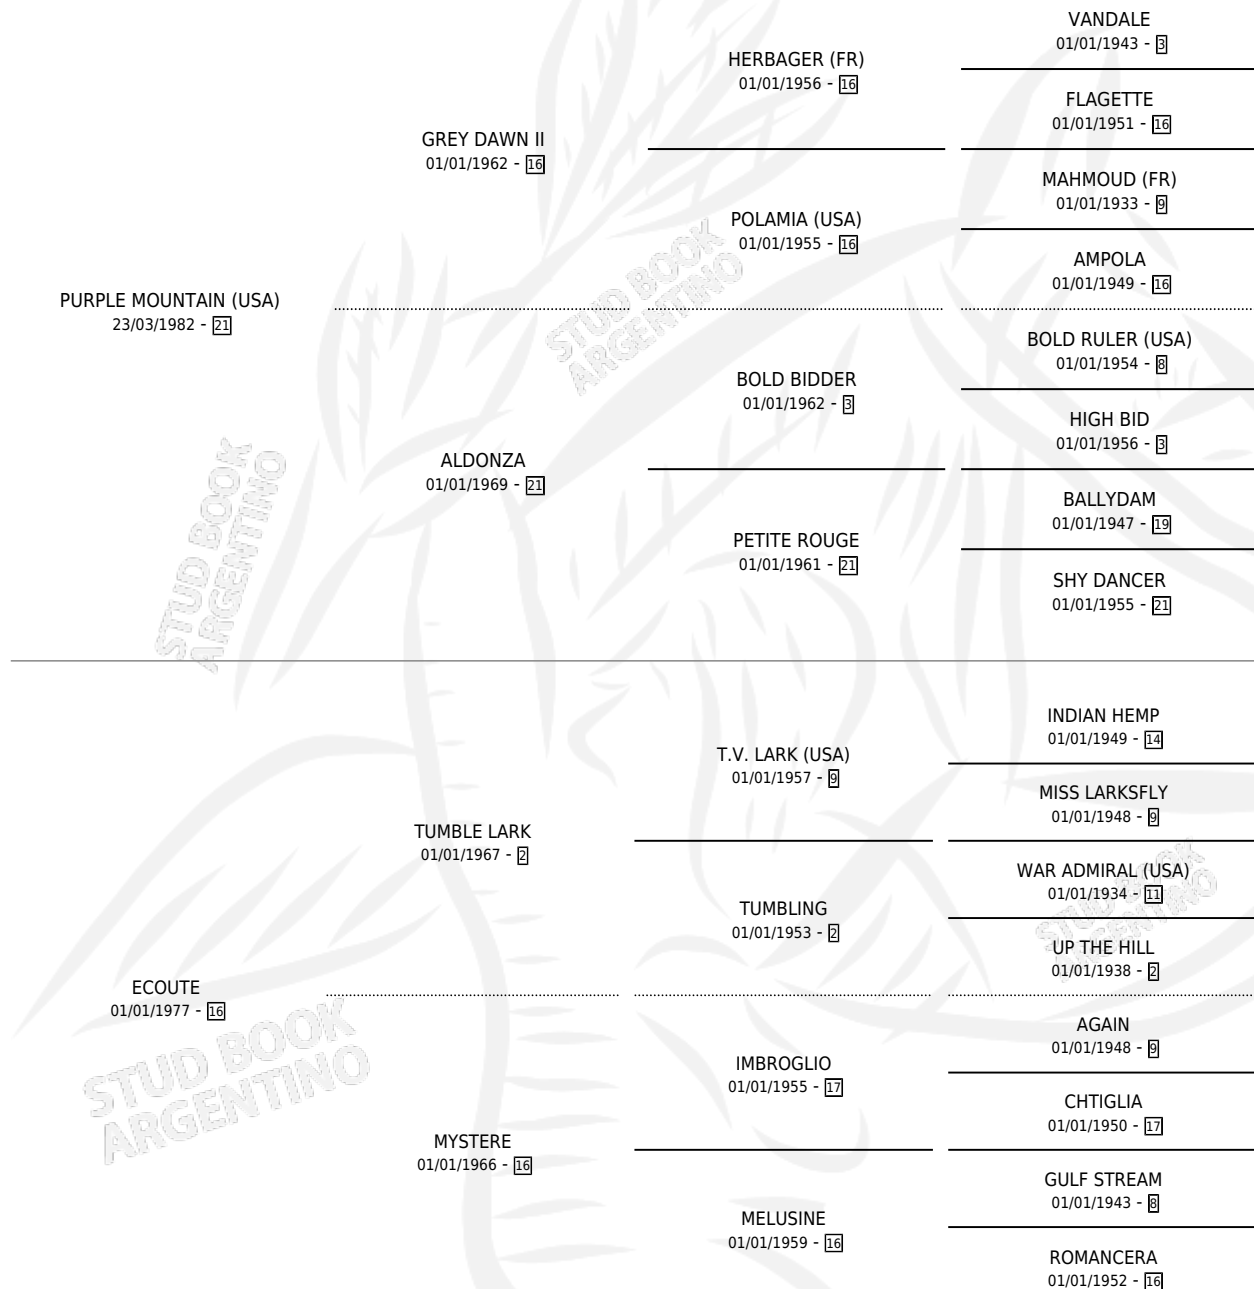 VANDALE
01/01/1943 - 3
HERBAGER (FR)
01/01/1956 - 16
FLAGETTE
01/01/1951 - 16
GREY DAWN II
01/01/1962 - 16
MAHMOUD (FR)
01/01/1933 - 9
POLAMIA (USA)
01/01/1955 - 16
AMPOLA
01/01/1949 - 16
PURPLE MOUNTAIN (USA)
23/03/1982 - 21
STUD BOOK
ARGENTINO
BOLD RULER (USA)
01/01/1954 - 8
BOLD BIDDER
01/01/1962 - 3
HIGH BID
01/01/1956 - 3
ALDONZA
01/01/1969 - 21
BALLYDAM
01/01/1947 - 19
PETITE ROUGE
01/01/1961 - 21
SHY DANCER
01/01/1955 - 21
STUD BOOK
ARGENTINO
INDIAN HEMP
01/01/1949 - 14
T.V. LARK (USA)
01/01/1957 - 9
MISS LARKSFLY
01/01/1948 - 9
TUMBLE LARK
01/01/1967 - 2
WAR ADMIRAL (USA)
01/01/1934 - 11
TUMBLING
01/01/1953 - 2
STUD BOOK
ARGENTINO
UP THE HILL
01/01/1938 - 2
ECOUTE
01/01/1977 - 16
AGAIN
01/01/1948 - 9
IMBROGLIO
01/01/1955 - 17
CHTIGLIA
01/01/1950 - 17
STUD BOOK
ARGENTINO
MYSTERE
01/01/1966 - 16
GULF STREAM
01/01/1943 - 8
MELUSINE
01/01/1959 - 16
ROMANCERA
01/01/1952 - 16